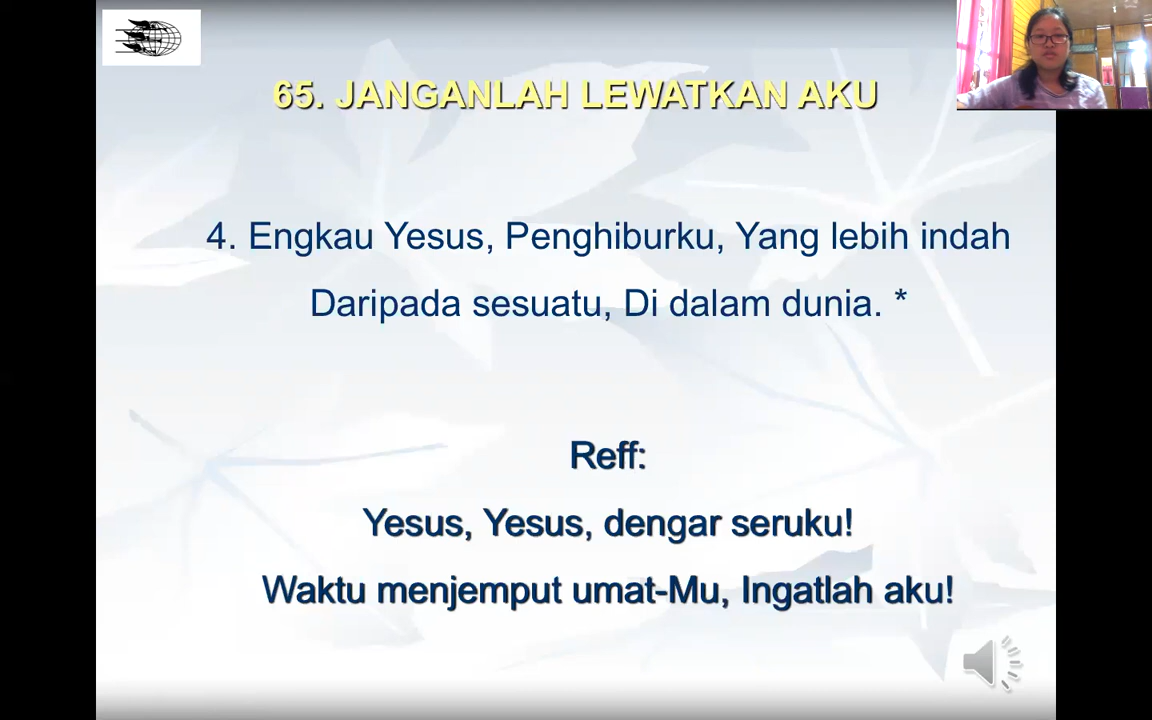 65. JANGANLAH LEWATKAN AKU
4. Engkau Yesus, Penghiburku, Yang lebih indah
Daripada sesuatu, Di dalam dunia. *
Reff:
Yesus, Yesus, dengar seruku!
Waktu menjemput umat-Mu, Ingatlah aku!